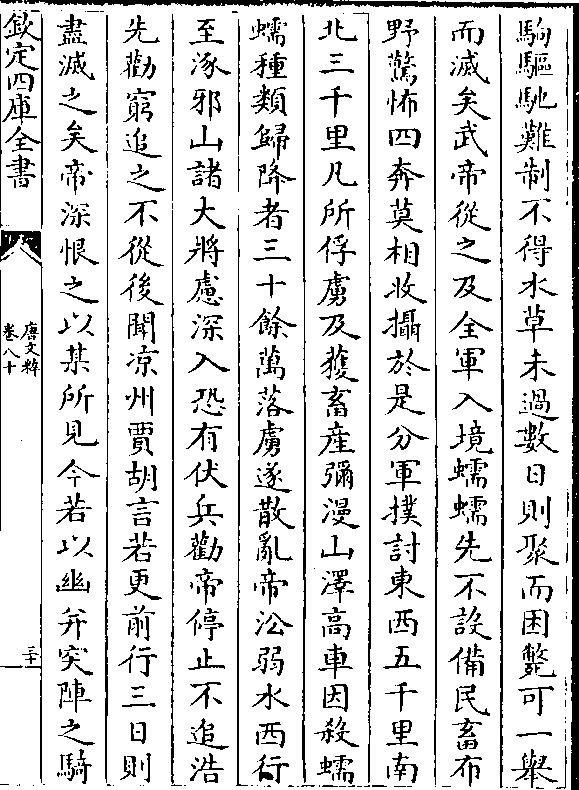 駒驅馳難制不得水草未過數日則聚而困斃可一舉
而滅矣武帝從之及全軍入境蠕蠕先不設備民畜布
野驚怖四奔莫相收攝於是分軍撲討東西五千里南
北三千里凡所俘虜及獲畜産彌漫山澤高車因殺蠕
蠕種類歸降者三十餘萬落虜遂散亂帝㳂弱水西行
至涿邪山諸大將慮深入恐有伏兵勸帝停止不追浩
先勸窮追之不從後聞凉州賈胡言若更前行三日則
盡滅之矣帝深恨之以某所見今若以幽并突陣之騎
欽定四庫全書
唐文粹
卷八十
三十